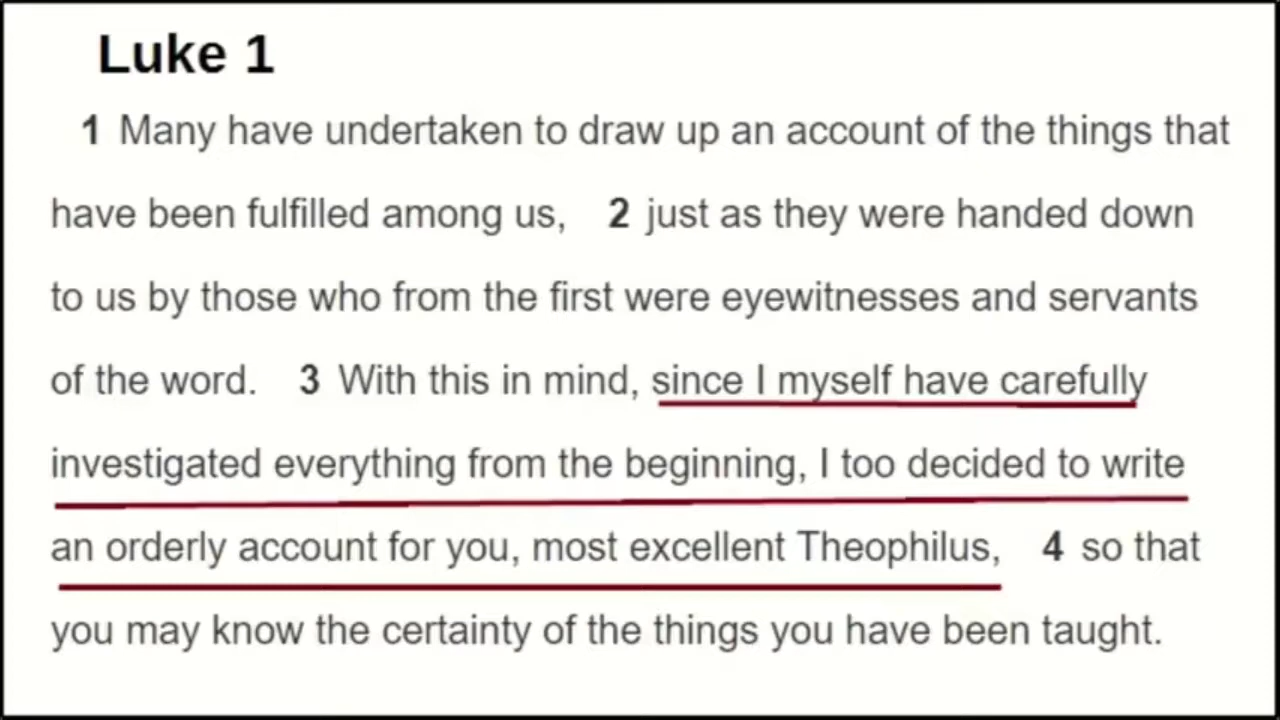 Luke 1
1 Many have undertaken to draw up an account of the things that
have been fulfilled among us, 2 just as they were handed down
to us by those who from the first were eyewitnesses and servants
of the word. 3 With this in mind, since I myself have carefully
investigated everything from the beginning, I too decided to write
an orderly account for you, most excellent Theophilus, 4 so that
you may know the certainty of the things you have been taught.